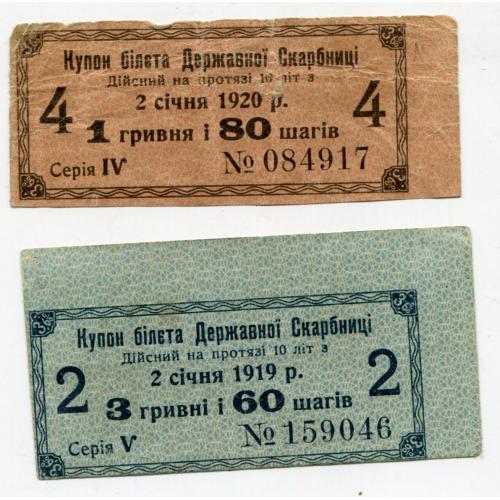 Купон білєта Державної Скарбниці
Дійсний на протязі 10 літ з
4 2 січня 1920 р. 4
1 гривня і 80 шагів
Серія IV № 084917
Купон білєта Державної Скарбниці
Дійсний на протязі 10 літ з
2 2 січня 1919 р. 2
3 гривні і 60 шагів
Серія V № 159046